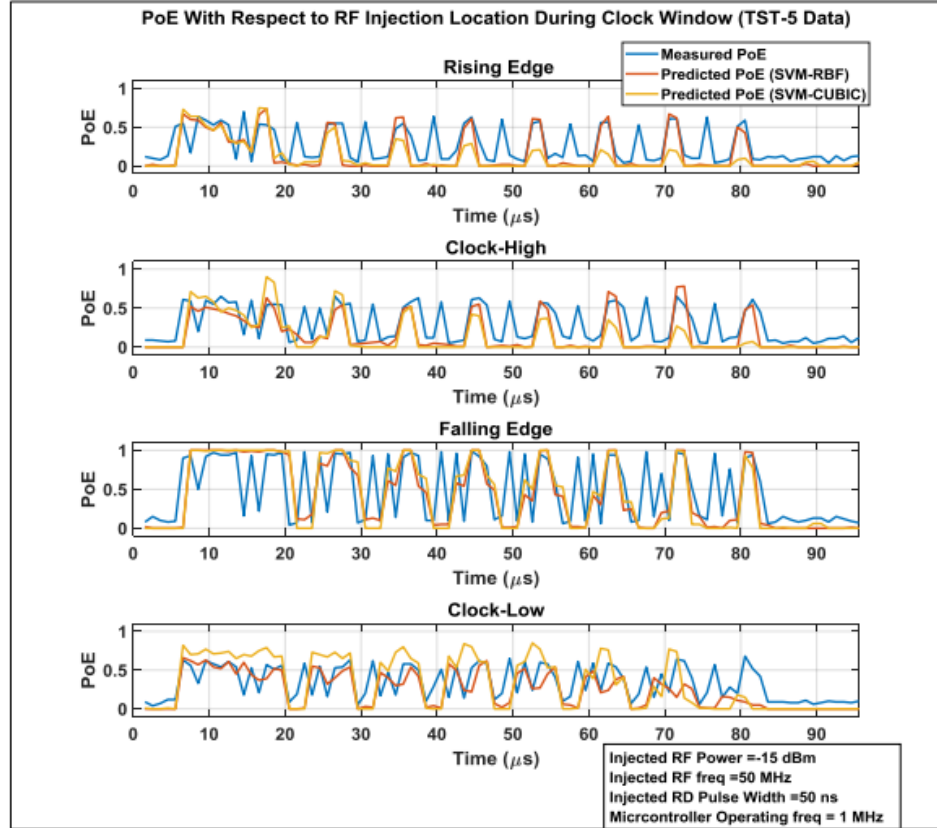 PoE With Respect to RF Injection Location During Clock Window (TST-5 Data)
Measured PoE
Predicted PoE (SVM-RBF)
Predicted PoE (SVM-CUBIC)
Rising Edge
1
0.5
0
PoE
0 10 20 30 40 50 60 70 80 90
Time (μs)
Clock-High
1
0.5
0
PoE
0 10 20 30 40 50 60 70 80 90
Time (μs)
Falling Edge
1
0.5
0
PoE
0 10 20 30 40 50 60 70 80 90
Time (μs)
Clock-Low
1
0.5
0
PoE
0 10 20 30 40 50 60 70 80 90
Time (μs)
Injected RF Power =-15 dBm
Injected RF freq =50 MHz
Injected RD Pulse Width =50 ns
Micrcontroller Operating freq = 1 MHz